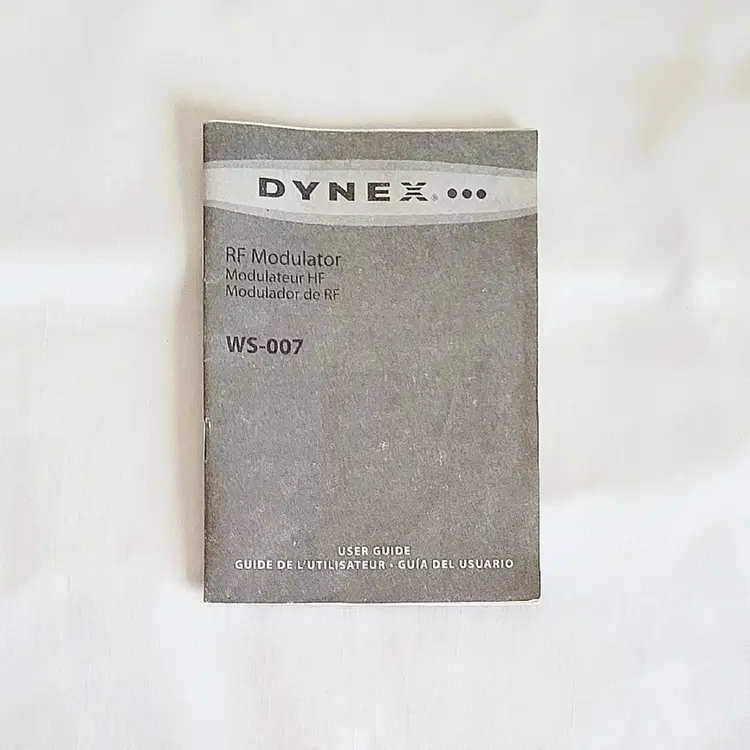 DYNEX®
RF Modulator
Modulateur HF
Modulador de RF
WS-007
USER GUIDE
GUIDE DE L'UTILISATEUR • GUÍA DEL USUARIO